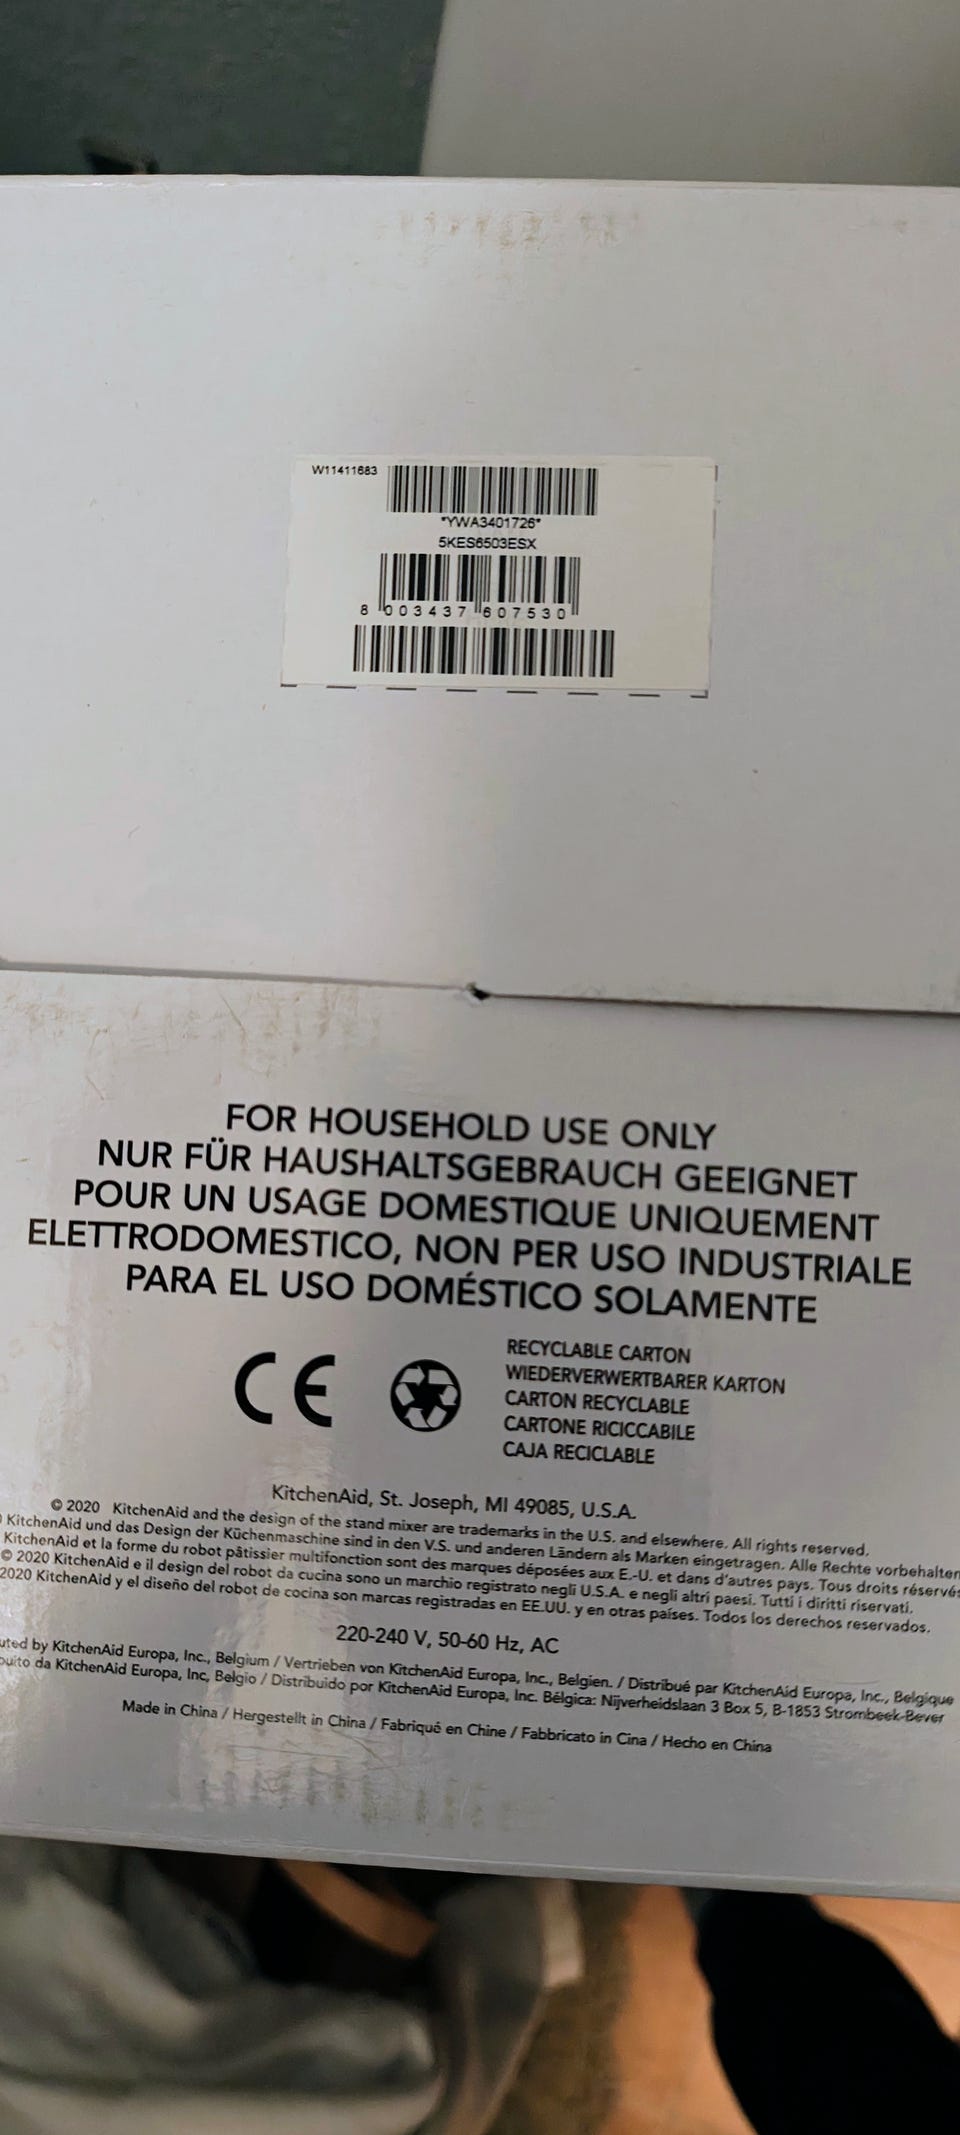 W11411683
*YWA3401726*
5KES6503ESX
8 003437 607530
FOR HOUSEHOLD USE ONLY
NUR FÜR HAUSHALTSGEBRAUCH GEEIGNET
POUR UN USAGE DOMESTIQUE UNIQUEMENT
ELETTRODOMESTICO, NON PER USO INDUSTRIALE
PARA EL USO DOMÉSTICO SOLAMENTE
CE
RECYCLABLE CARTON
WIEDERVERWERTBARER KARTON
CARTON RECYCLABLE
CARTONE RICICCABILE
CAJA RECICLABLE
KitchenAid, St. Joseph, MI 49085, U.S.A.
© 2020 KitchenAid and the design of the stand mixer are trademarks in the U.S. and elsewhere. All rights reserved.
KitchenAid und das Design der Küchenmaschine sind in den V.S. und anderen Ländern als Marken eingetragen. Alle Rechte vorbehalten
KitchenAid et la forme du robot pâtissier multifonction sont des marques déposées aux E.-U. et dans d'autres pays. Tous droits réservés
© 2020 KitchenAid e il design del robot da cucina sono un marchio registrato negli U.S.A. e negli altri paesi. Tutti i diritti riservati.
2020 KitchenAid y el diseño del robot de cocina son marcas registradas en EE.UU. y en otras países. Todos los derechos reservados.
220-240 V, 50-60 Hz, AC
uted by KitchenAid Europa, Inc., Belgium / Vertrieben von KitchenAid Europa, Inc., Belgien. / Distribué par KitchenAid Europa, Inc., Belgique
buito da KitchenAid Europa, Inc, Belgio / Distribuido por KitchenAid Europa, Inc. Bélgica: Nijverheidslaan 3 Box 5, B-1853 Strombeek-Bever
Made in China / Hergestellt in China / Fabriqué en Chine / Fabbricato in Cina / Hecho en China